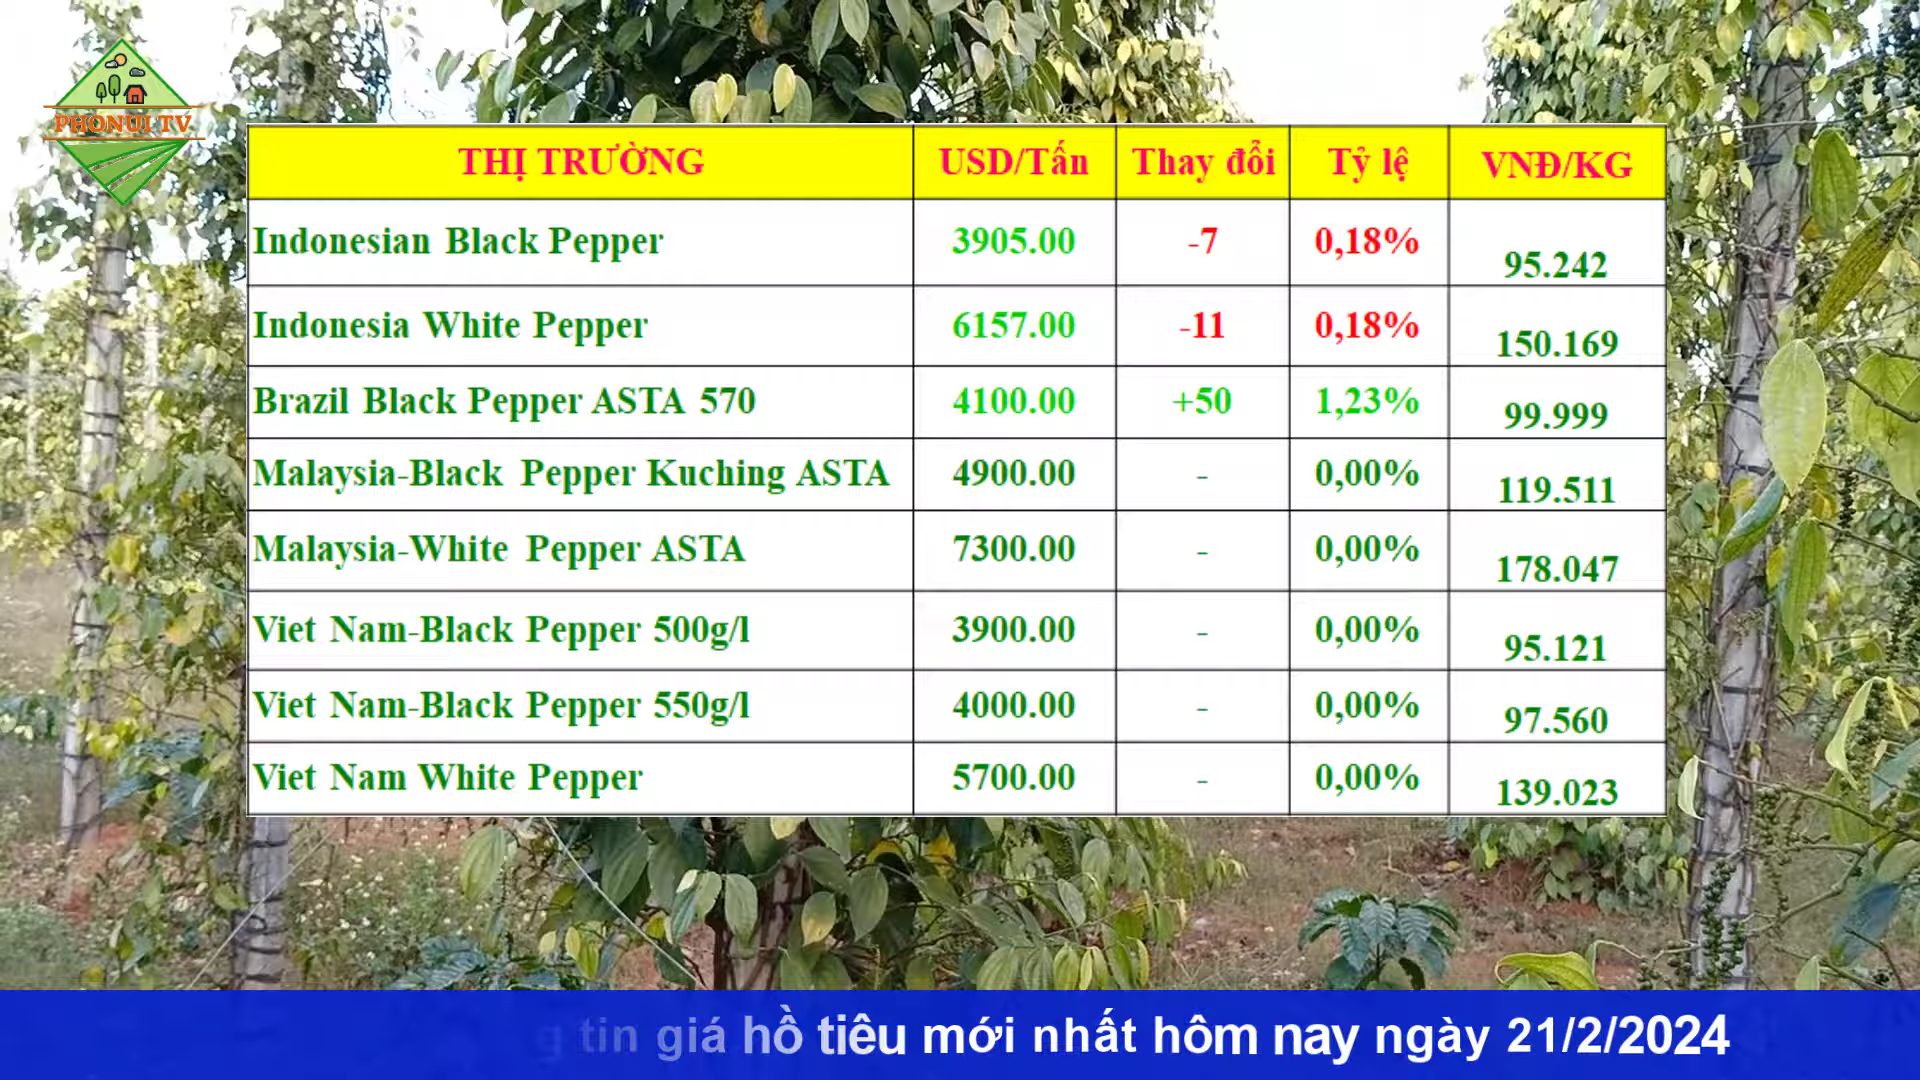 PHONUI TV
THỊ TRƯỜNG USD/Tấn Thay đổi Tỷ lệ VNĐ/KG
Indonesian Black Pepper 3905.00 -7 0,18% 95.242
Indonesia White Pepper 6157.00 -11 0,18% 150.169
Brazil Black Pepper ASTA 570 4100.00 +50 1,23% 99.999
Malaysia-Black Pepper Kuching ASTA 4900.00 - 0,00% 119.511
Malaysia-White Pepper ASTA 7300.00 - 0,00% 178.047
Viet Nam-Black Pepper 500g/l 3900.00 - 0,00% 95.121
Viet Nam-Black Pepper 550g/l 4000.00 - 0,00% 97.560
Viet Nam White Pepper 5700.00 - 0,00% 139.023
tin giá hồ tiêu mới nhất hôm nay ngày 21/2/2024